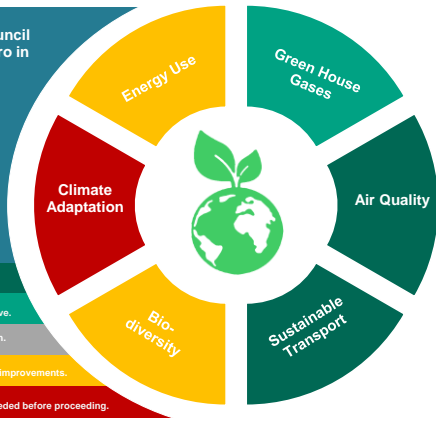 uncil
ro in
Energy Use
Green House
Gases
Climate
Adaptation
Air Quality
Bio-
diversity
Sustainable
Transport
ve.
n.
improvements.
eded before proceeding.